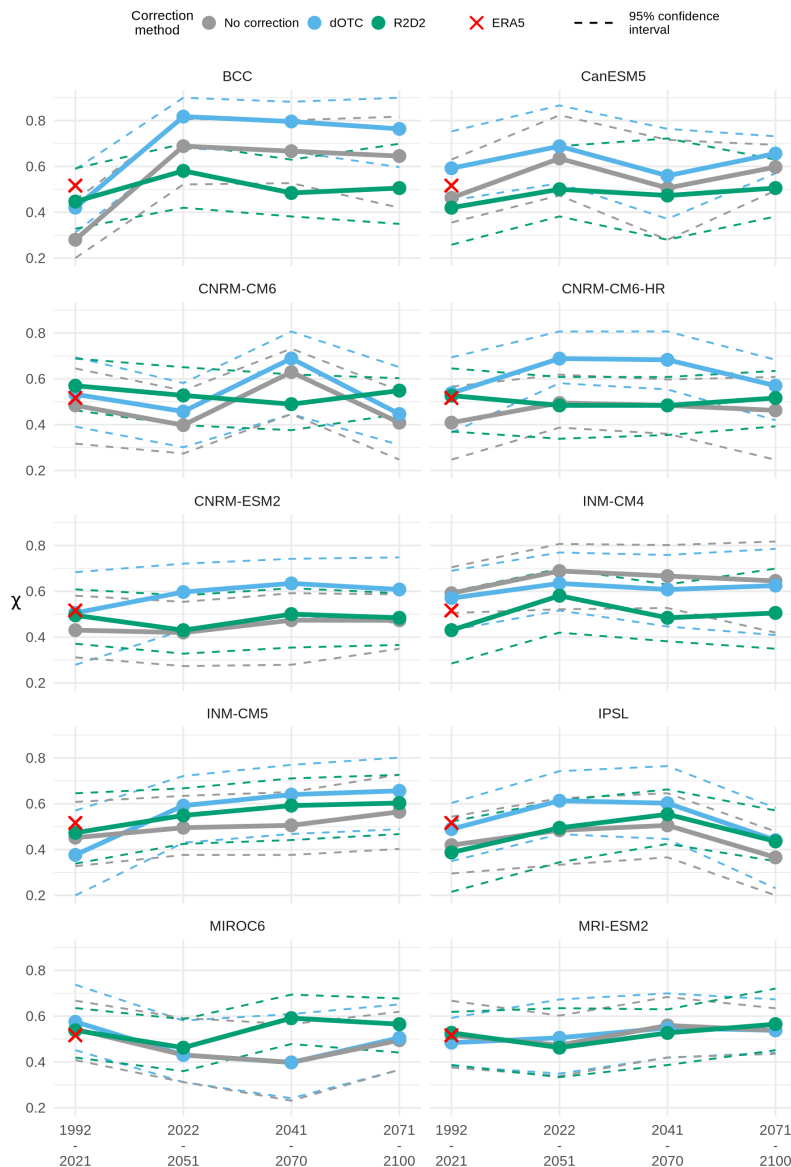 Correction
method
No correction
dOTC
R2D2
ERA5
95% confidence
interval
BCC
CanESM5
0.8
0.6
0.4
0.2
CNRM-CM6
CNRM-CM6-HR
0.8
0.6
0.4
0.2
CNRM-ESM2
INM-CM4
0.8
0.6
0.4
0.2
χ
INM-CM5
IPSL
0.8
0.6
0.4
0.2
MIROC6
MRI-ESM2
0.8
0.6
0.4
0.2
1992
-
2021
2022
-
2051
2041
-
2070
2071
-
2100
1992
-
2021
2022
-
2051
2041
-
2070
2071
-
2100